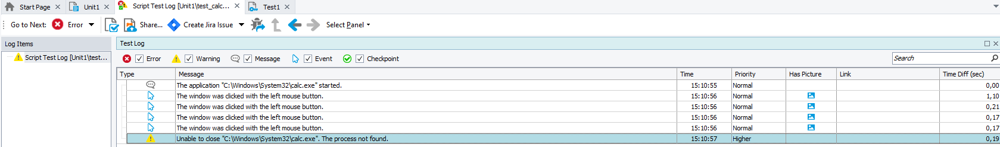 Start Page Unit1 Script Test Log [Unit1\test_calc... Test1
Go to Next: Error Share... Create Jira Issue Select Panel
Log Items
Script Test Log [Unit1\test...
Test Log
Error Warning Message Event Checkpoint Search
Type Message Time Priority Has Picture Link Time Diff (sec)
The application "C:\Windows\System32\calc.exe" started. 15:10:55 Normal 0,00
The window was clicked with the left mouse button. 15:10:56 Normal 1,10
The window was clicked with the left mouse button. 15:10:56 Normal 0,21
The window was clicked with the left mouse button. 15:10:56 Normal 0,17
The window was clicked with the left mouse button. 15:10:56 Normal 0,17
Unable to close "C:\Windows\System32\calc.exe". The process not found. 15:10:57 Higher 0,19